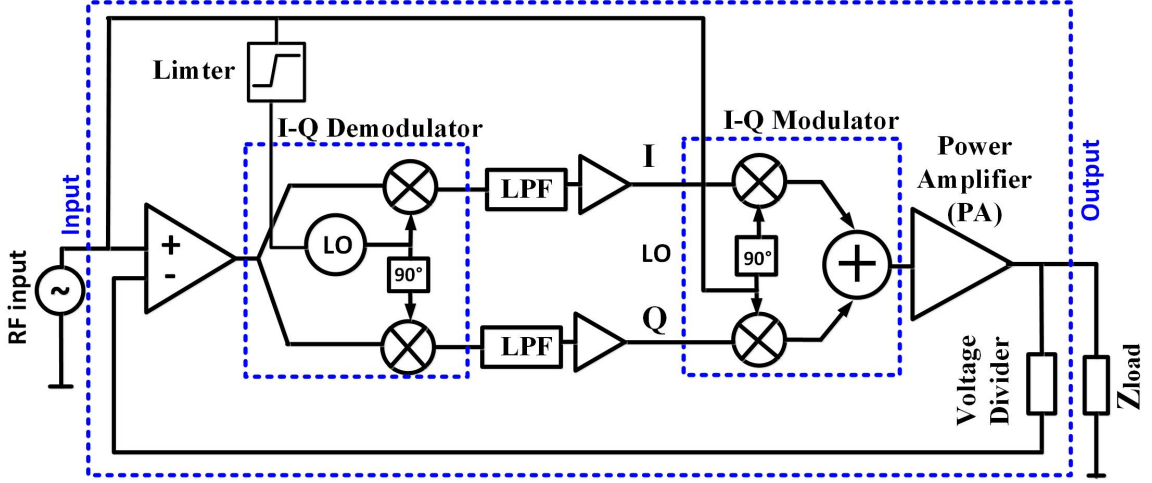 Limter
I-Q Demodulator
I-Q Modulator
Power
Amplifier
(PA)
Input
Output
RF input
~
+
-
LO
90°
LPF
I
LPF
Q
LO
90°
+
Voltage
Divider
Zload